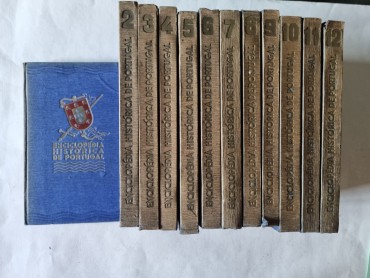 ENCICLOPÉDIA
HISTÓRICA
DE PORTUGAL
2 ENCICLOPÉDIA HISTÓRICA DE PORTUGAL
3 ENCICLOPÉDIA HISTÓRICA DE PORTUGAL
4 ENCICLOPÉDIA HISTÓRICA DE PORTUGAL
5 ENCICLOPÉDIA HISTÓRICA DE PORTUGAL
6 ENCICLOPÉDIA HISTÓRICA DE PORTUGAL
7 ENCICLOPÉDIA HISTÓRICA DE PORTUGAL
8 ENCICLOPÉDIA HISTÓRICA DE PORTUGAL
9 ENCICLOPÉDIA HISTÓRICA DE PORTUGAL
10 ENCICLOPÉDIA HISTÓRICA DE PORTUGAL
11 ENCICLOPÉDIA HISTÓRICA DE PORTUGAL
12 ENCICLOPÉDIA HISTÓRICA DE PORTUGAL